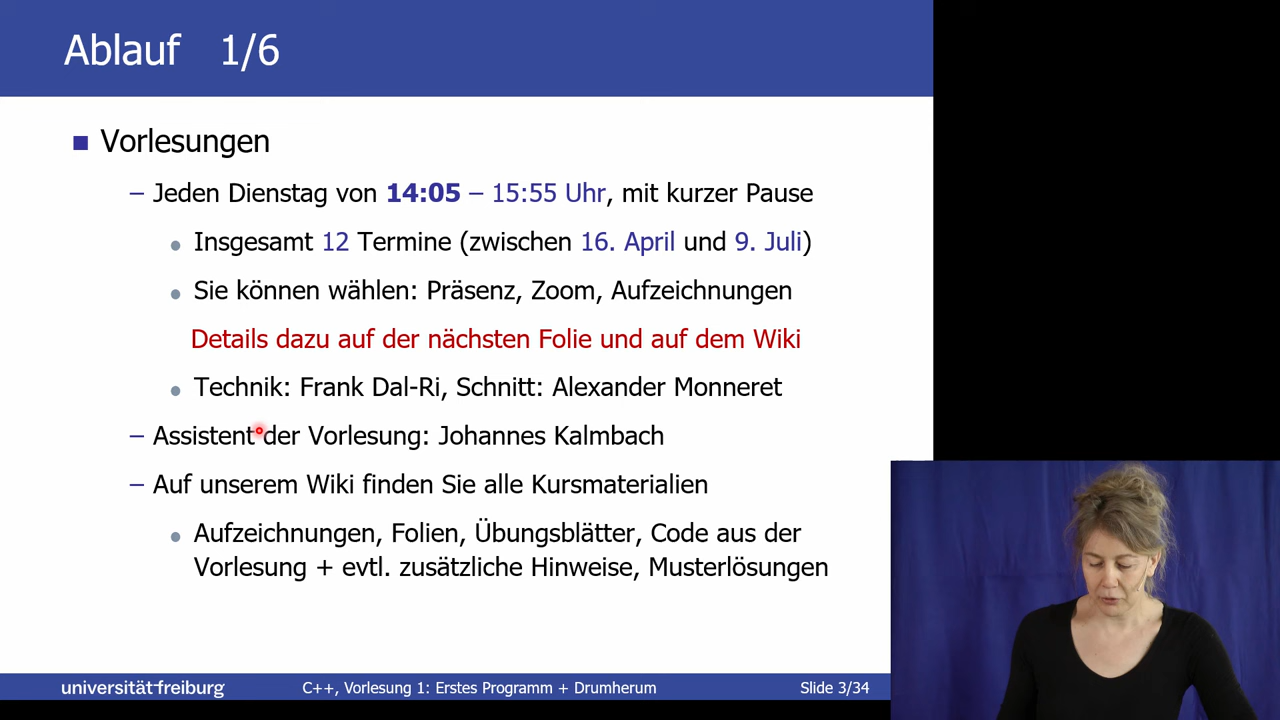 Ablauf 1/6
Vorlesungen
– Jeden Dienstag von 14:05 – 15:55 Uhr, mit kurzer Pause
Insgesamt 12 Termine (zwischen 16. April und 9. Juli)
Sie können wählen: Präsenz, Zoom, Aufzeichnungen
Details dazu auf der nächsten Folie und auf dem Wiki
Technik: Frank Dal-Ri, Schnitt: Alexander Monneret
– Assistent der Vorlesung: Johannes Kalmbach
– Auf unserem Wiki finden Sie alle Kursmaterialien
Aufzeichnungen, Folien, Übungsblätter, Code aus der
Vorlesung + evtl. zusätzliche Hinweise, Musterlösungen
universität freiburg C++, Vorlesung 1: Erstes Programm + Drumherum Slide 3/34